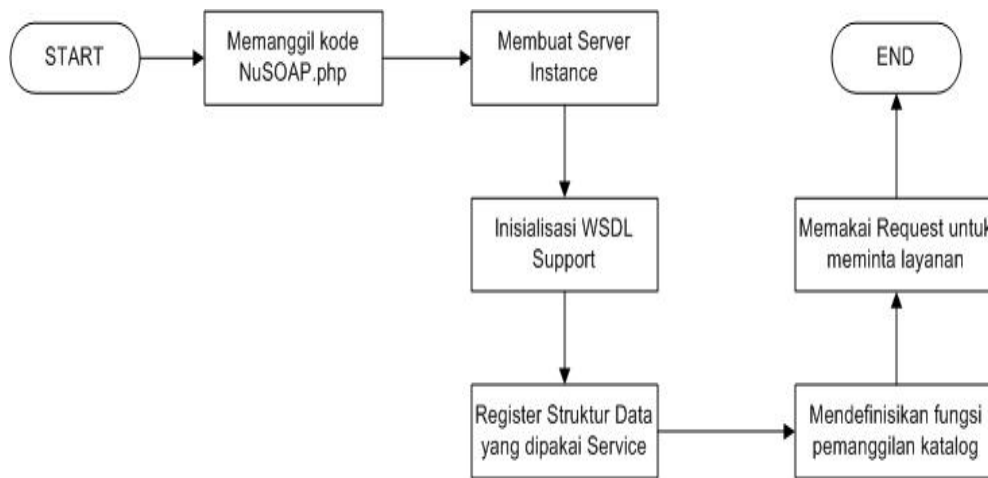 START
Memanggil kode
NuSOAP.php
Membuat Server
Instance
Inisialisasi WSDL
Support
Register Struktur Data
yang dipakai Service
Mendefinisikan fungsi
pemanggilan katalog
Memakai Request untuk
meminta layanan
END